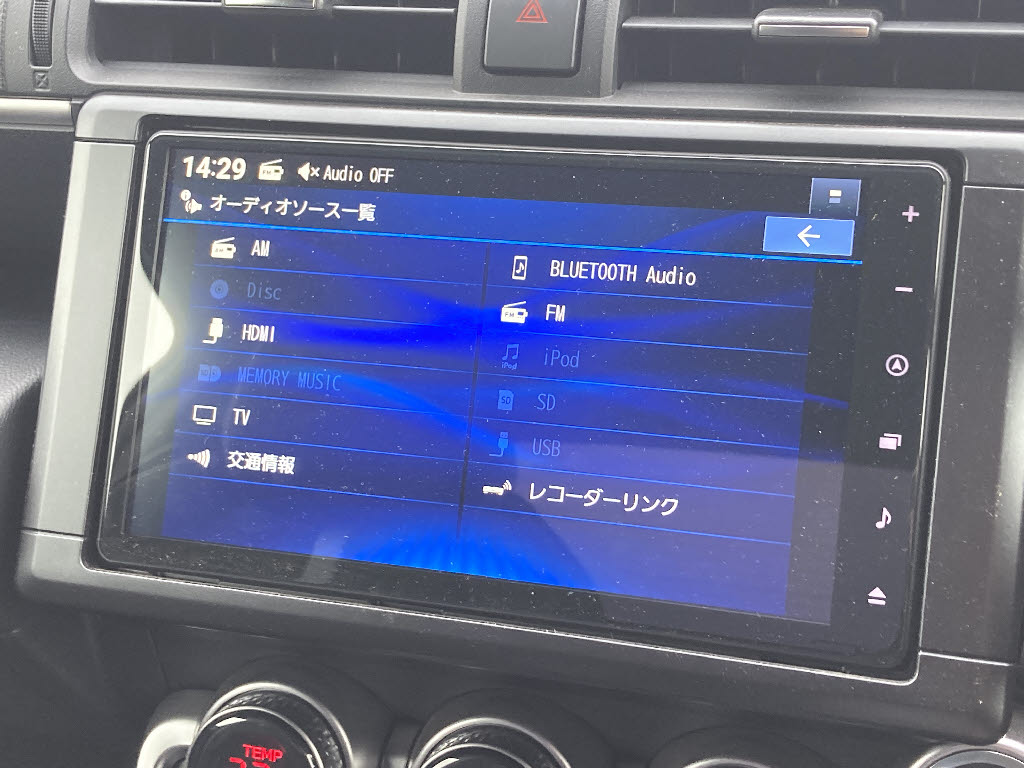 14:29 Audio OFF
オーディオソース一覧
AM
Disc
HDMI
MEMORY MUSIC
TV
交通情報
BLUETOOTH Audio
FM
iPod
SD
USB
レコーダーリンク
TEMP